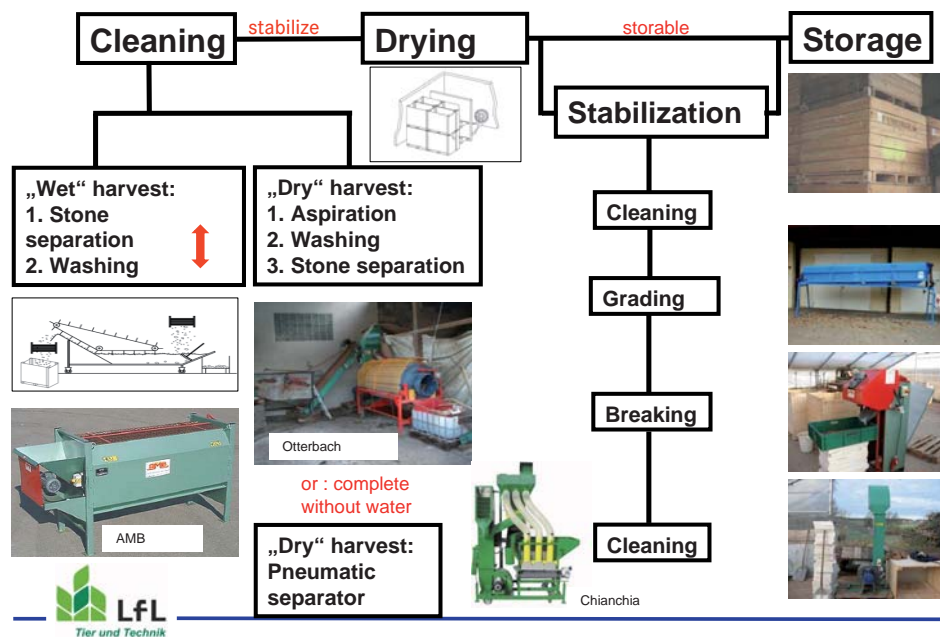 Cleaning
stabilize
Drying
storable
Storage
Stabilization
„Wet“ harvest:
1. Stone
separation
2. Washing
„Dry“ harvest:
1. Aspiration
2. Washing
3. Stone separation
Cleaning
Grading
Breaking
Cleaning
Otterbach
AMB
or : complete
without water
„Dry“ harvest:
Pneumatic
separator
Chianchia
LfL
Tier und Technik